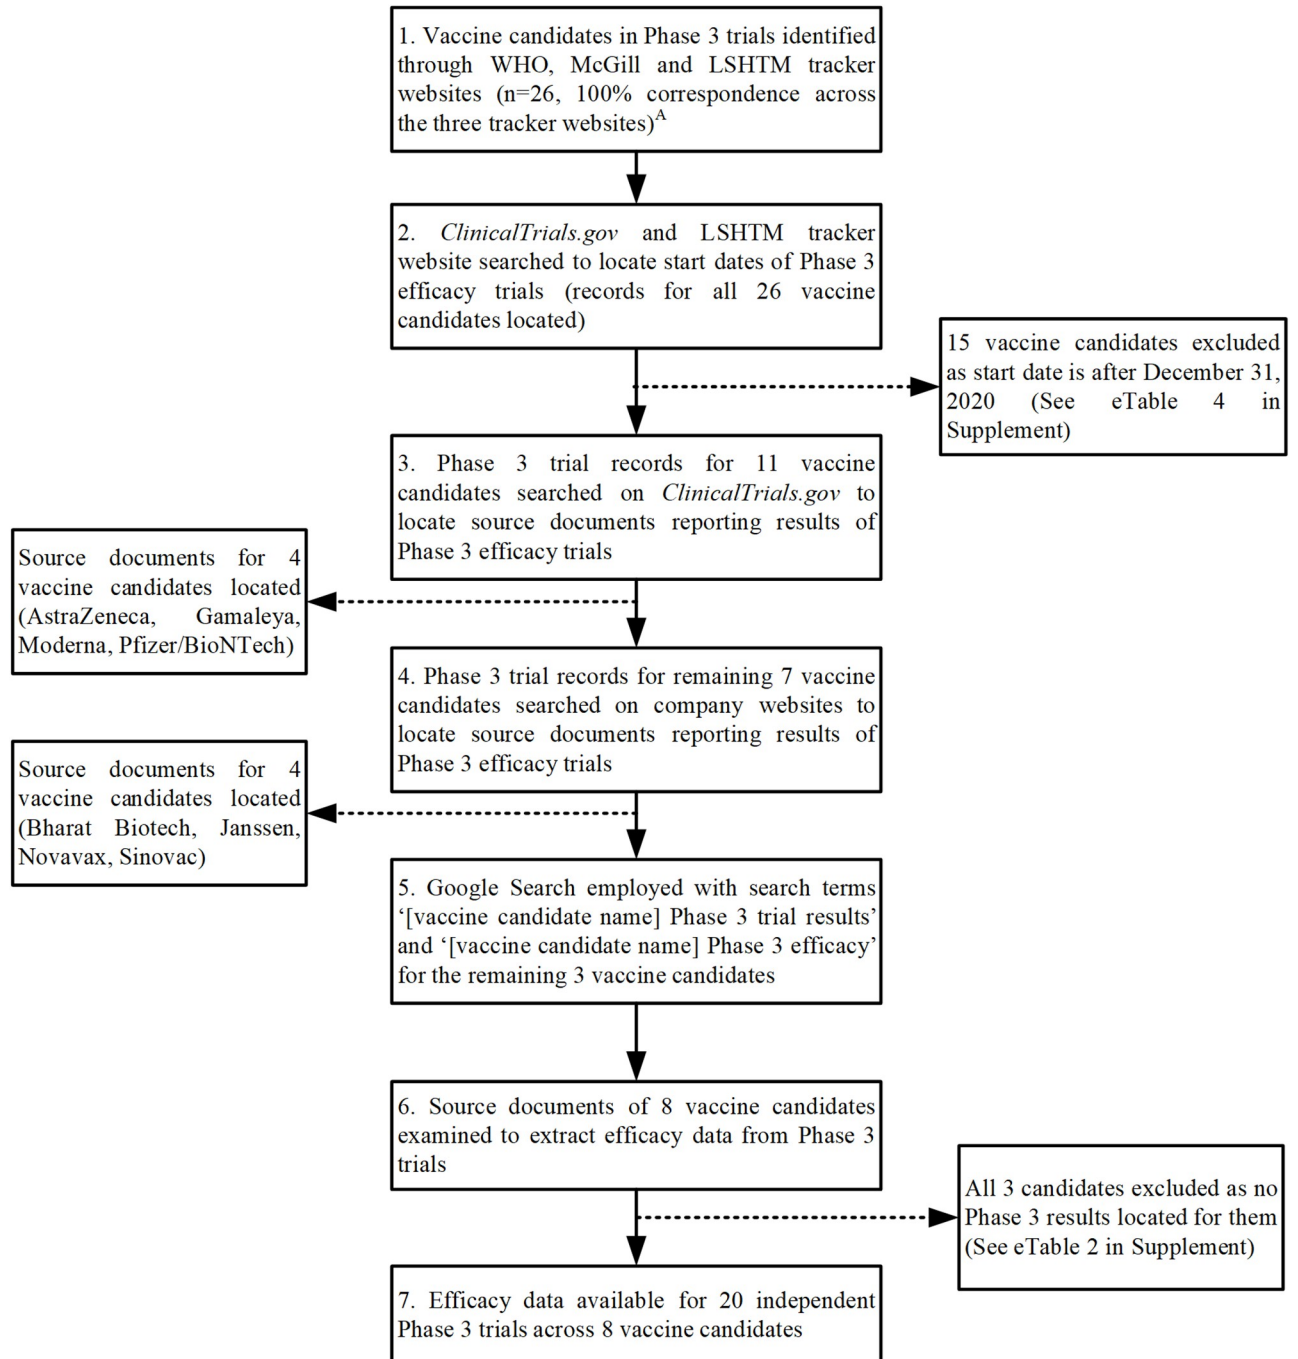 1. Vaccine candidates in Phase 3 trials identified
through WHO, McGill and LSHTM tracker
websites (n=26, 100% correspondence across
the three tracker websites)A
2. ClinicalTrials.gov and LSHTM tracker
website searched to locate start dates of Phase 3
efficacy trials (records for all 26 vaccine
candidates located)
15 vaccine candidates excluded
as start date is after December 31,
2020 (See eTable 4 in
Supplement)
3. Phase 3 trial records for 11 vaccine
candidates searched on ClinicalTrials.gov to
locate source documents reporting results of
Phase 3 efficacy trials
Source documents for 4
vaccine candidates located
(AstraZeneca, Gamaleya,
Moderna, Pfizer/BioNTech)
4. Phase 3 trial records for remaining 7 vaccine
candidates searched on company websites to
locate source documents reporting results of
Phase 3 efficacy trials
Source documents for 4
vaccine candidates located
(Bharat Biotech, Janssen,
Novavax, Sinovac)
5. Google Search employed with search terms
‘[vaccine candidate name] Phase 3 trial results’
and ‘[vaccine candidate name] Phase 3 efficacy’
for the remaining 3 vaccine candidates
6. Source documents of 8 vaccine candidates
examined to extract efficacy data from Phase 3
trials
All 3 candidates excluded as no
Phase 3 results located for them
(See eTable 2 in Supplement)
7. Efficacy data available for 20 independent
Phase 3 trials across 8 vaccine candidates